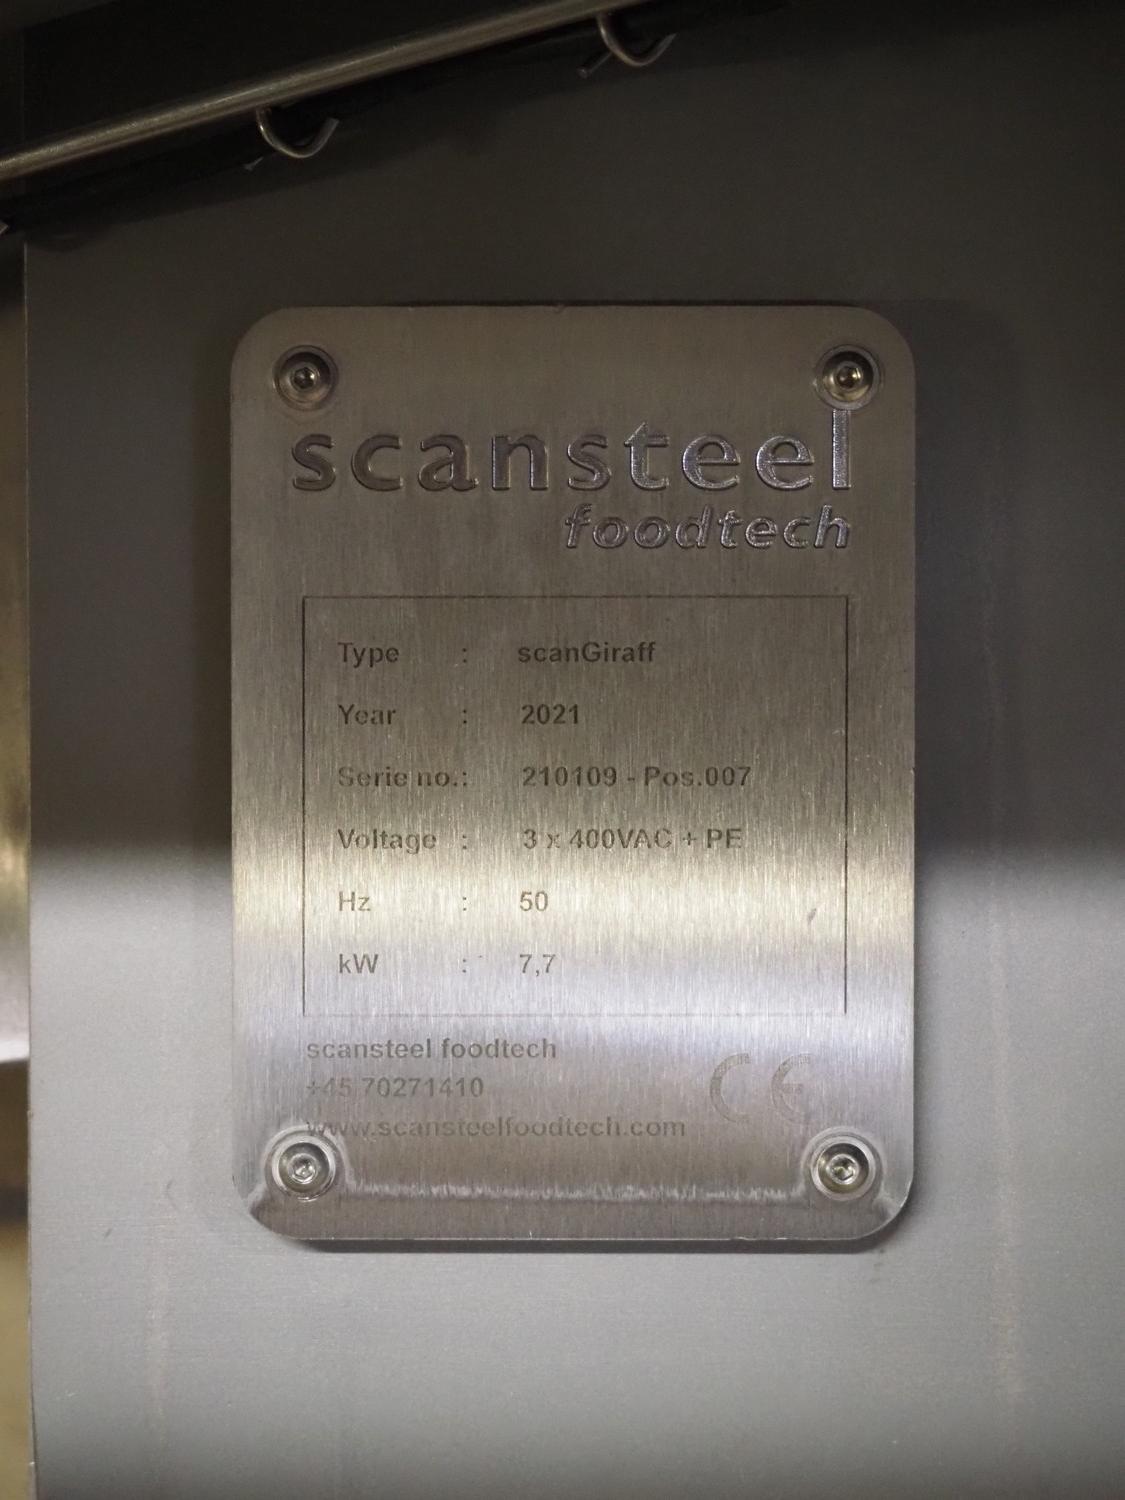 scansteel
foodtech
Type : scanGiraff
Year : 2021
Serie no.: 210109 - Pos.007
Voltage : 3 x 400VAC + PE
Hz : 50
kW : 7,7
scansteel foodtech
+45 70271410
www.scansteelfoodtech.com
CE